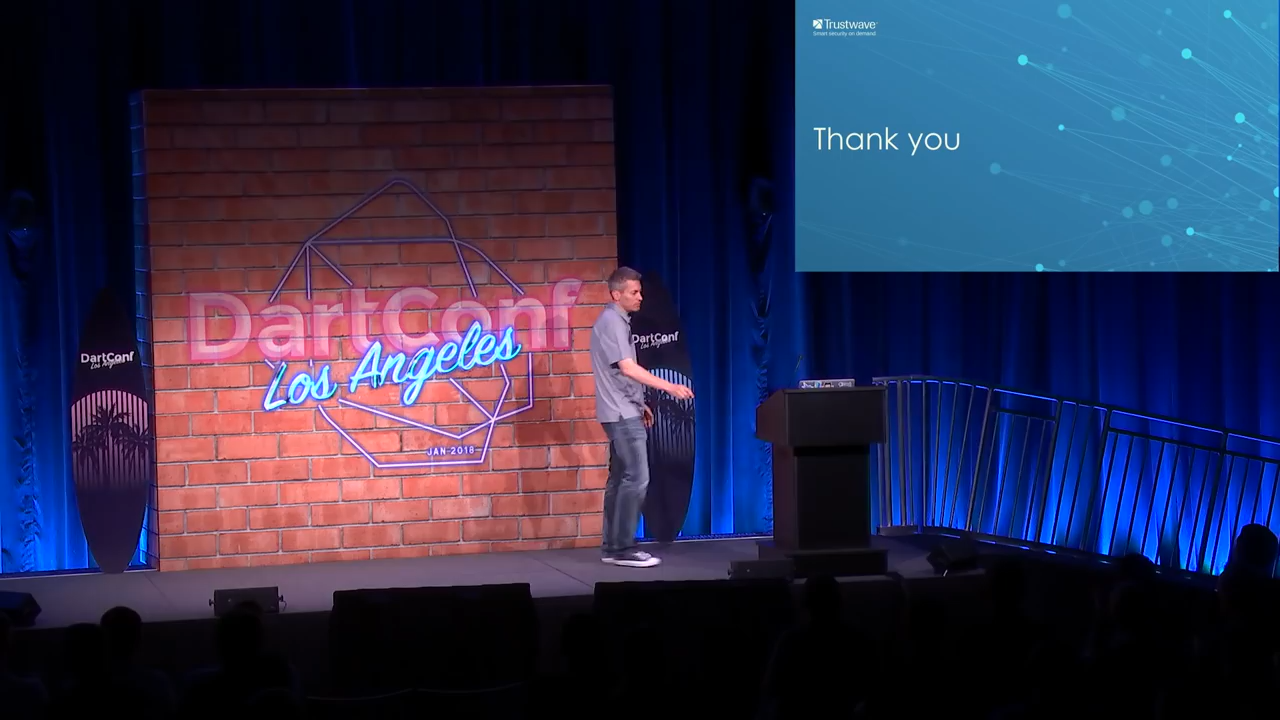 Trustwave
Smart security on demand
Thank you
DartConf
Los Angeles
JAN 2018
DartConf
Los Angeles
DartConf
Los Angeles